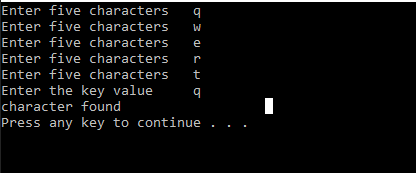 Enter five characters   q
Enter five characters   w
Enter five characters   e
Enter five characters   r
Enter five characters   t
Enter the key value     q
character found
Press any key to continue . . .